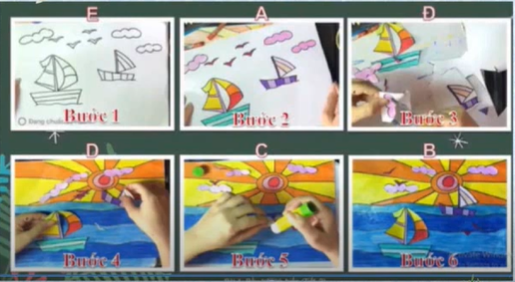 E A Đ
Bước 1 Bước 2 Bước 3
D C B
Bước 4 Bước 5 Bước 6